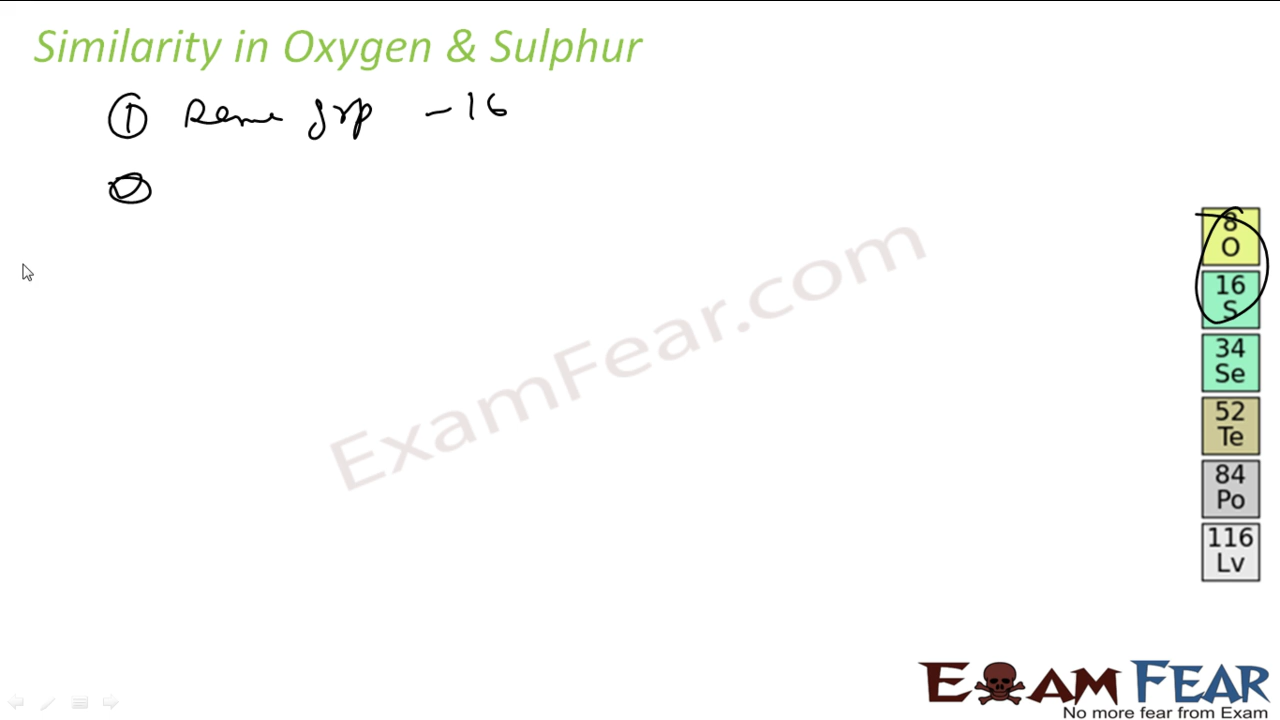 Similarity in Oxygen & Sulphur
① Same grp - 16
②
8
O
16
S
34
Se
52
Te
84
Po
116
Lv
ExamFear.com
EXAM FEAR
No more fear from Exam